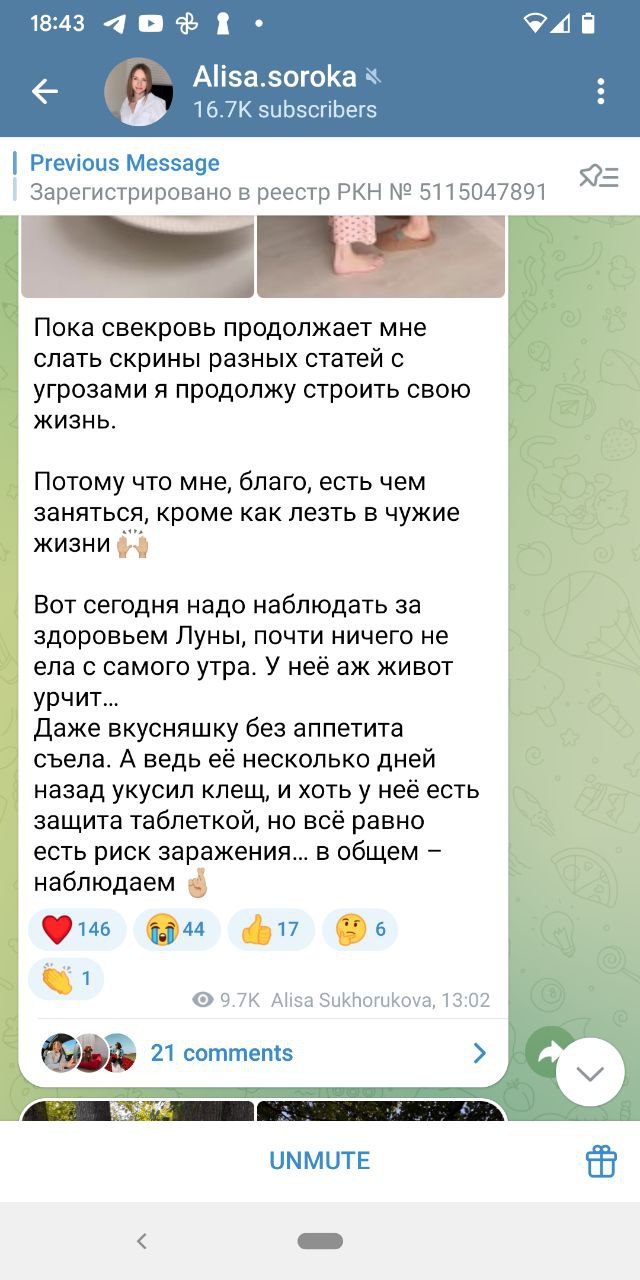 18:43
Alisa.soroka
16.7K subscribers
Previous Message
Зарегистрировано в реестр РКН № 5115047891
Пока свекровь продолжает мне
слать скрины разных статей с
угрозами я продолжу строить свою
жизнь.
Потому что мне, благо, есть чем
заняться, кроме как лезть в чужие
жизни 🙌🏼
Вот сегодня надо наблюдать за
здоровьем Луны, почти ничего не
ела с самого утра. У неё аж живот
урчит...
Даже вкусняшку без аппетита
съела. А ведь её несколько дней
назад укусил клещ, и хоть у неё есть
защита таблеткой, но всё равно
есть риск заражения... в общем –
наблюдаем 🤞🏼
❤️ 146 😭 44 👍 17 🤔 6
👏 1
9.7K Alisa Sukhorukova, 13:02
21 comments
UNMUTE